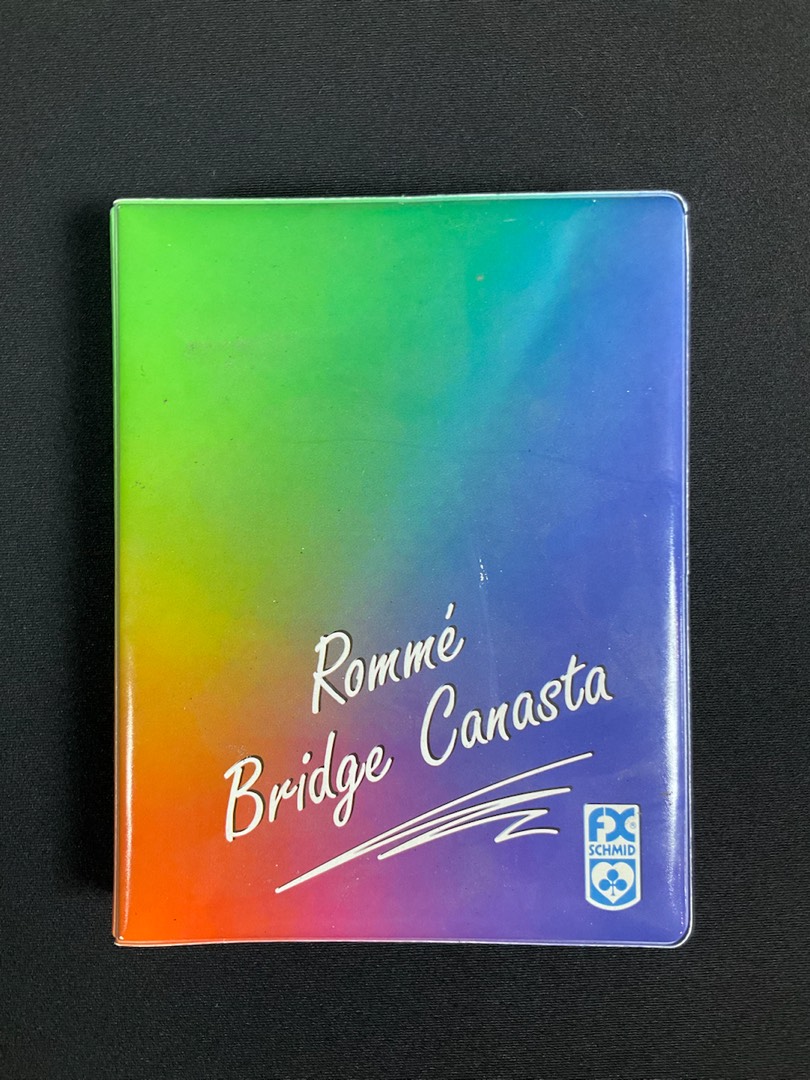 Rommé
Bridge Canasta
FX®
SCHMID